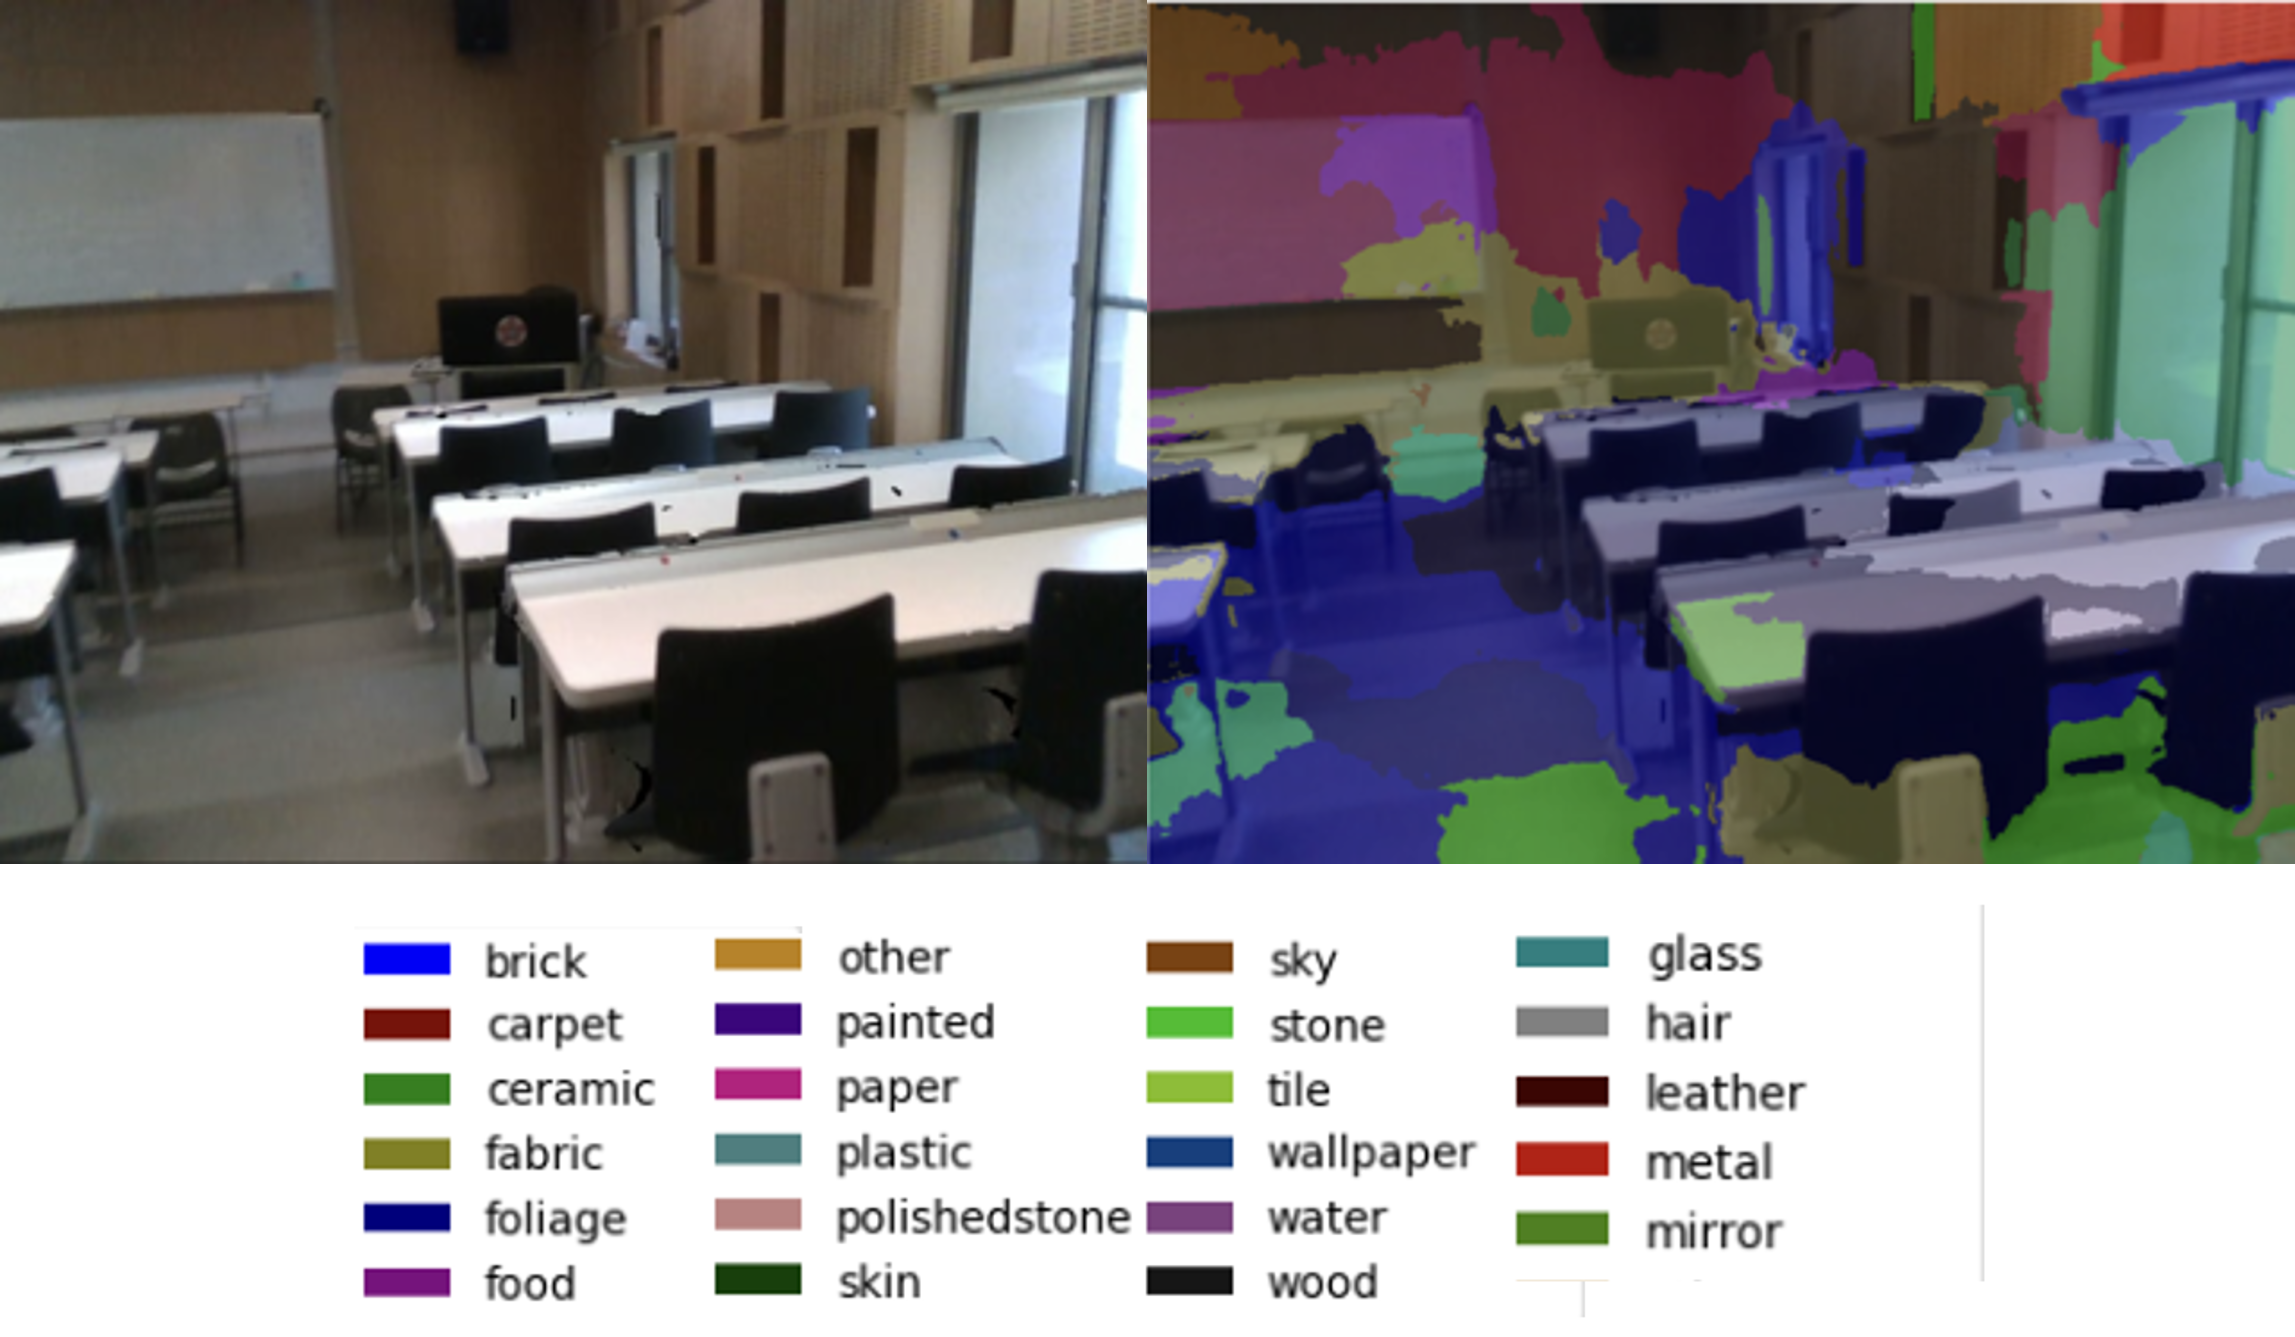 brick other sky glass
carpet painted stone hair
ceramic paper tile leather
fabric plastic wallpaper metal
foliage polishedstone water mirror
food skin wood